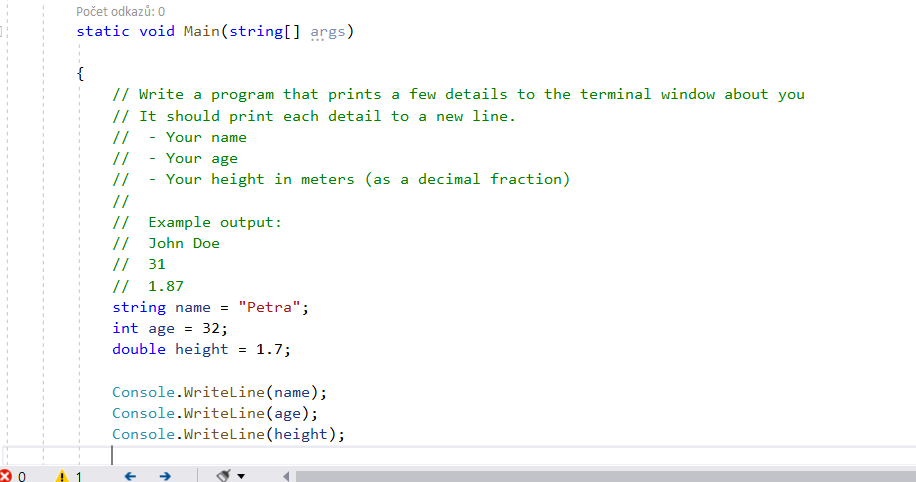 Počet odkazů: 0
static void Main(string[] args)
{
// Write a program that prints a few details to the terminal window about you
// It should print each detail to a new line.
//  - Your name
//  - Your age
//  - Your height in meters (as a decimal fraction)
//
//  Example output:
//  John Doe
//  31
//  1.87
string name = "Petra";
int age = 32;
double height = 1.7;
Console.WriteLine(name);
Console.WriteLine(age);
Console.WriteLine(height);
0 1